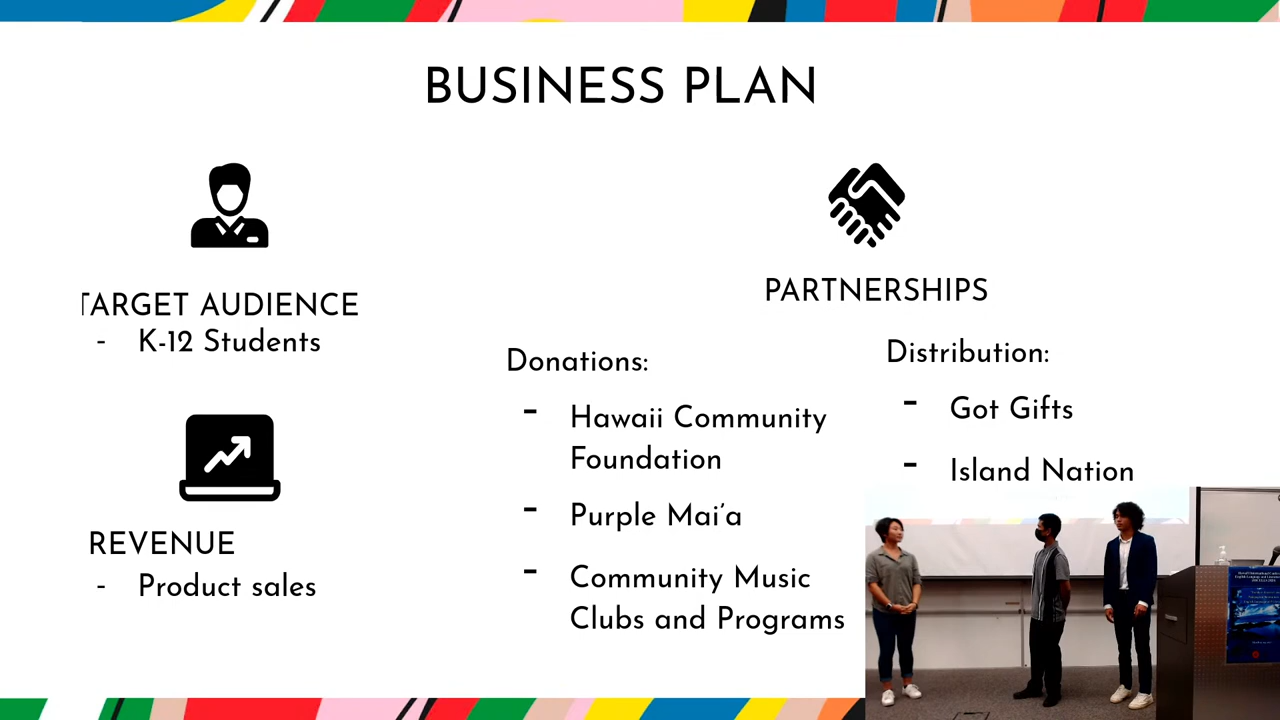 BUSINESS PLAN
TARGET AUDIENCE
- K-12 Students
REVENUE
- Product sales
PARTNERSHIPS
Donations:
- Hawaii Community
Foundation
- Purple Mai'a
- Community Music
Clubs and Programs
Distribution:
- Got Gifts
- Island Nation